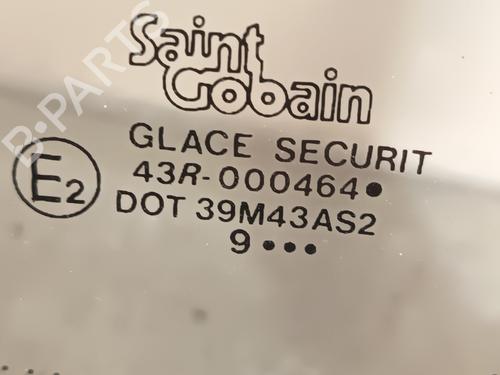 Saint
Gobain
GLACE SECURIT
E2
43R-000464•
DOT 39M43AS2
9•••
B-PARTS